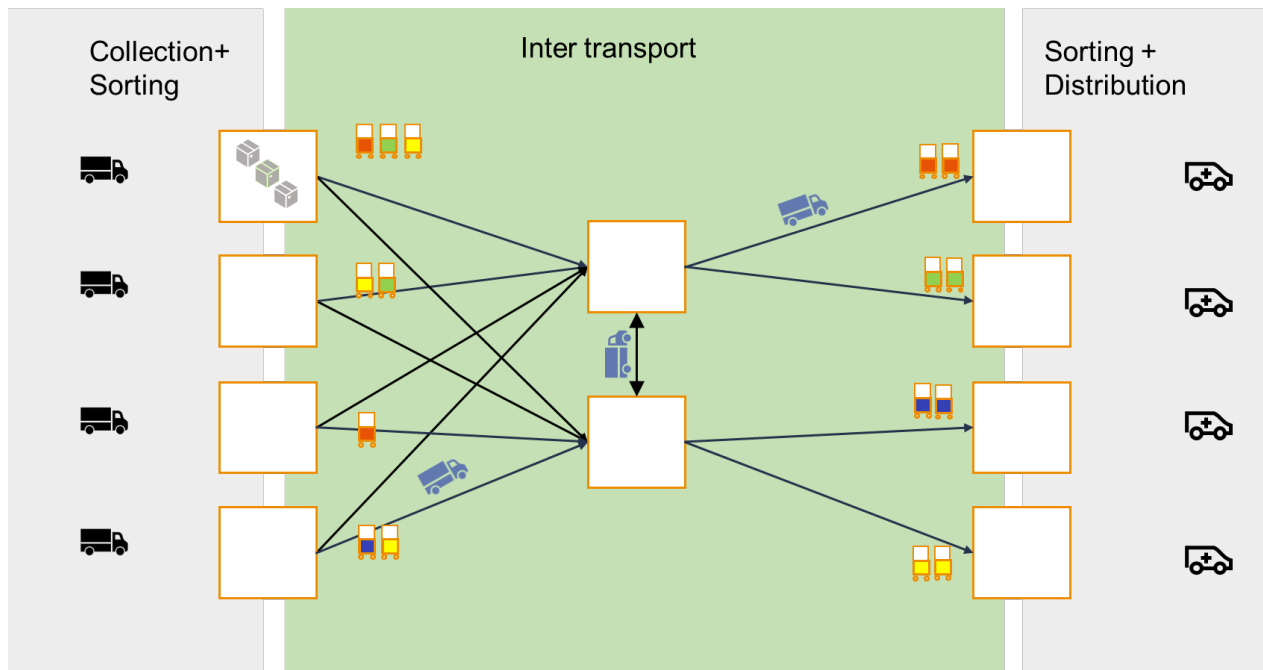 Collection+
Sorting
Inter transport
Sorting +
Distribution